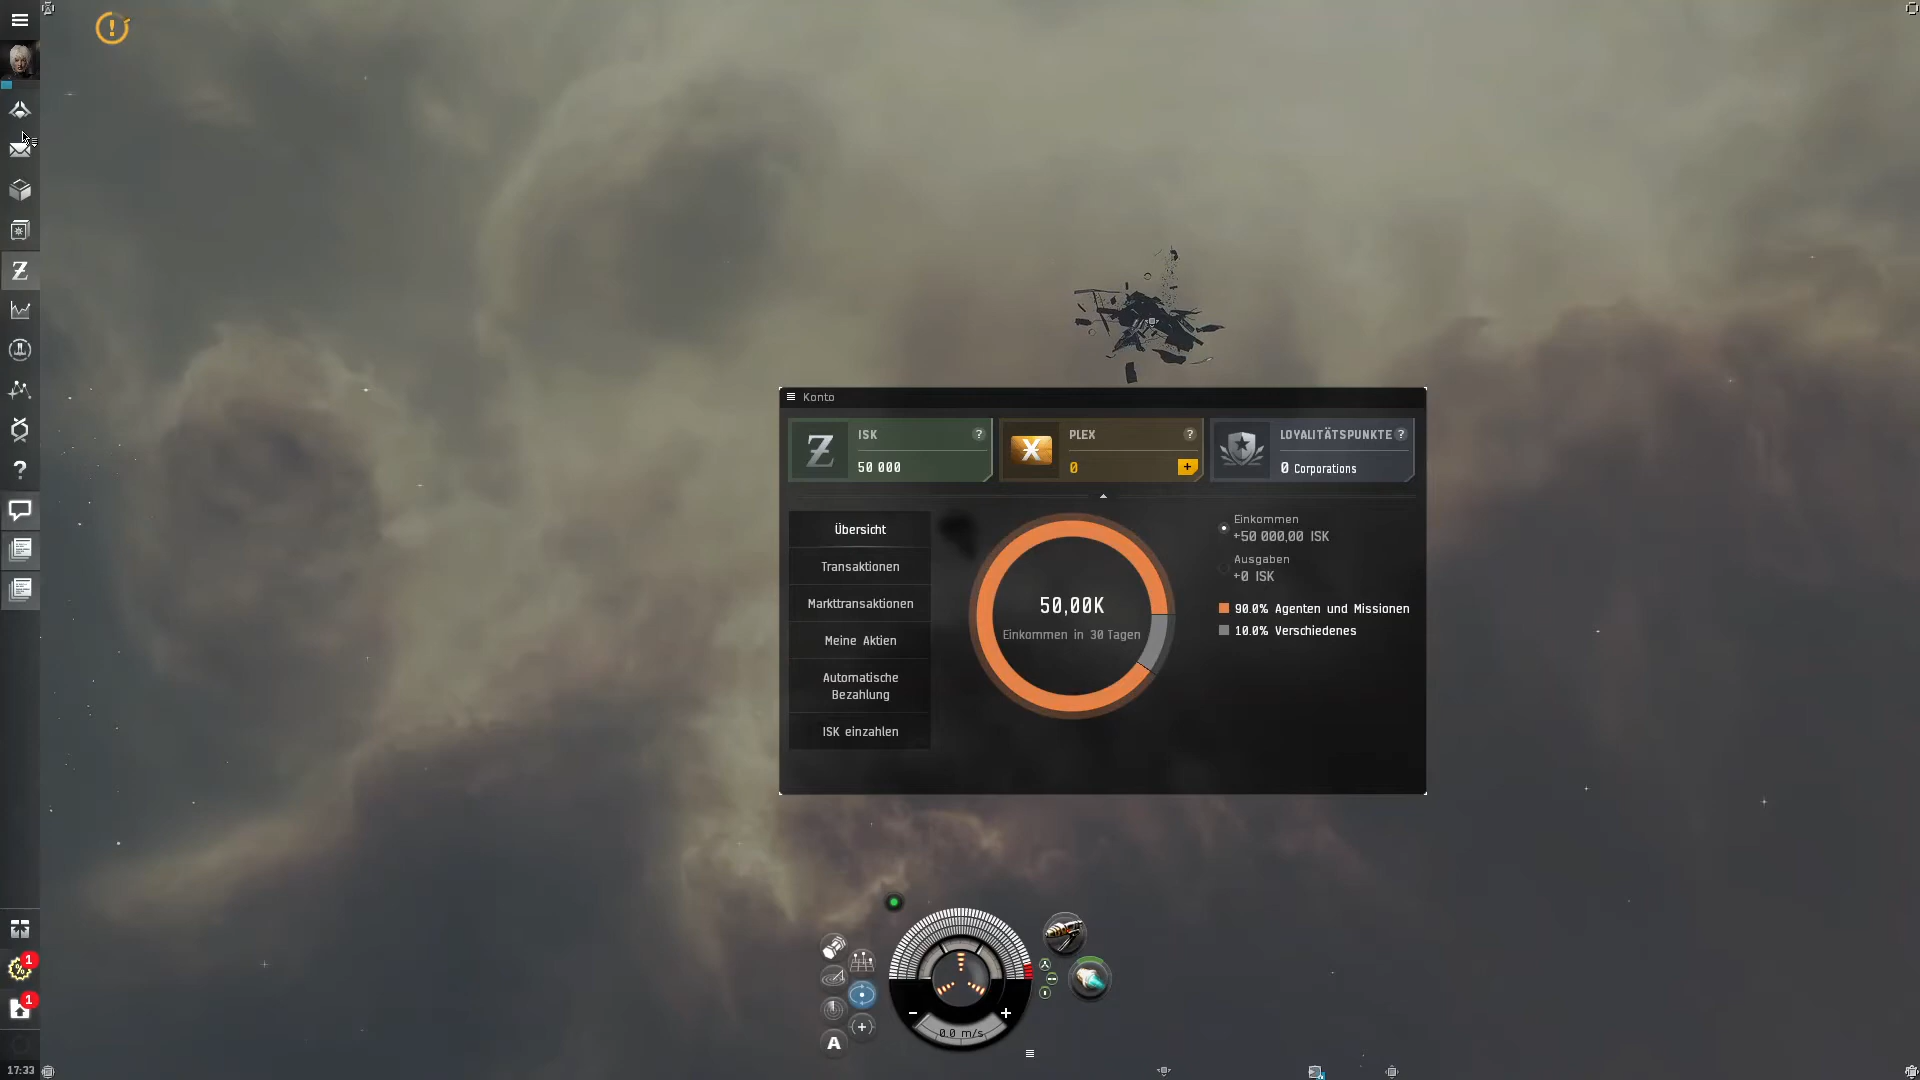 Konto
ISK
?
50 000
PLEX
?
0
+
LOYALITÄTSPUNKTE
?
0 Corporations
Übersicht
Transaktionen
Markttransaktionen
Meine Aktien
Automatische
Bezahlung
ISK einzahlen
50,00K
Einkommen in 30 Tagen
Einkommen
+50 000,00 ISK
Ausgaben
+0 ISK
90.0% Agenten und Missionen
10.0% Verschiedenes
1
1
17:33
A
0.0 m/s